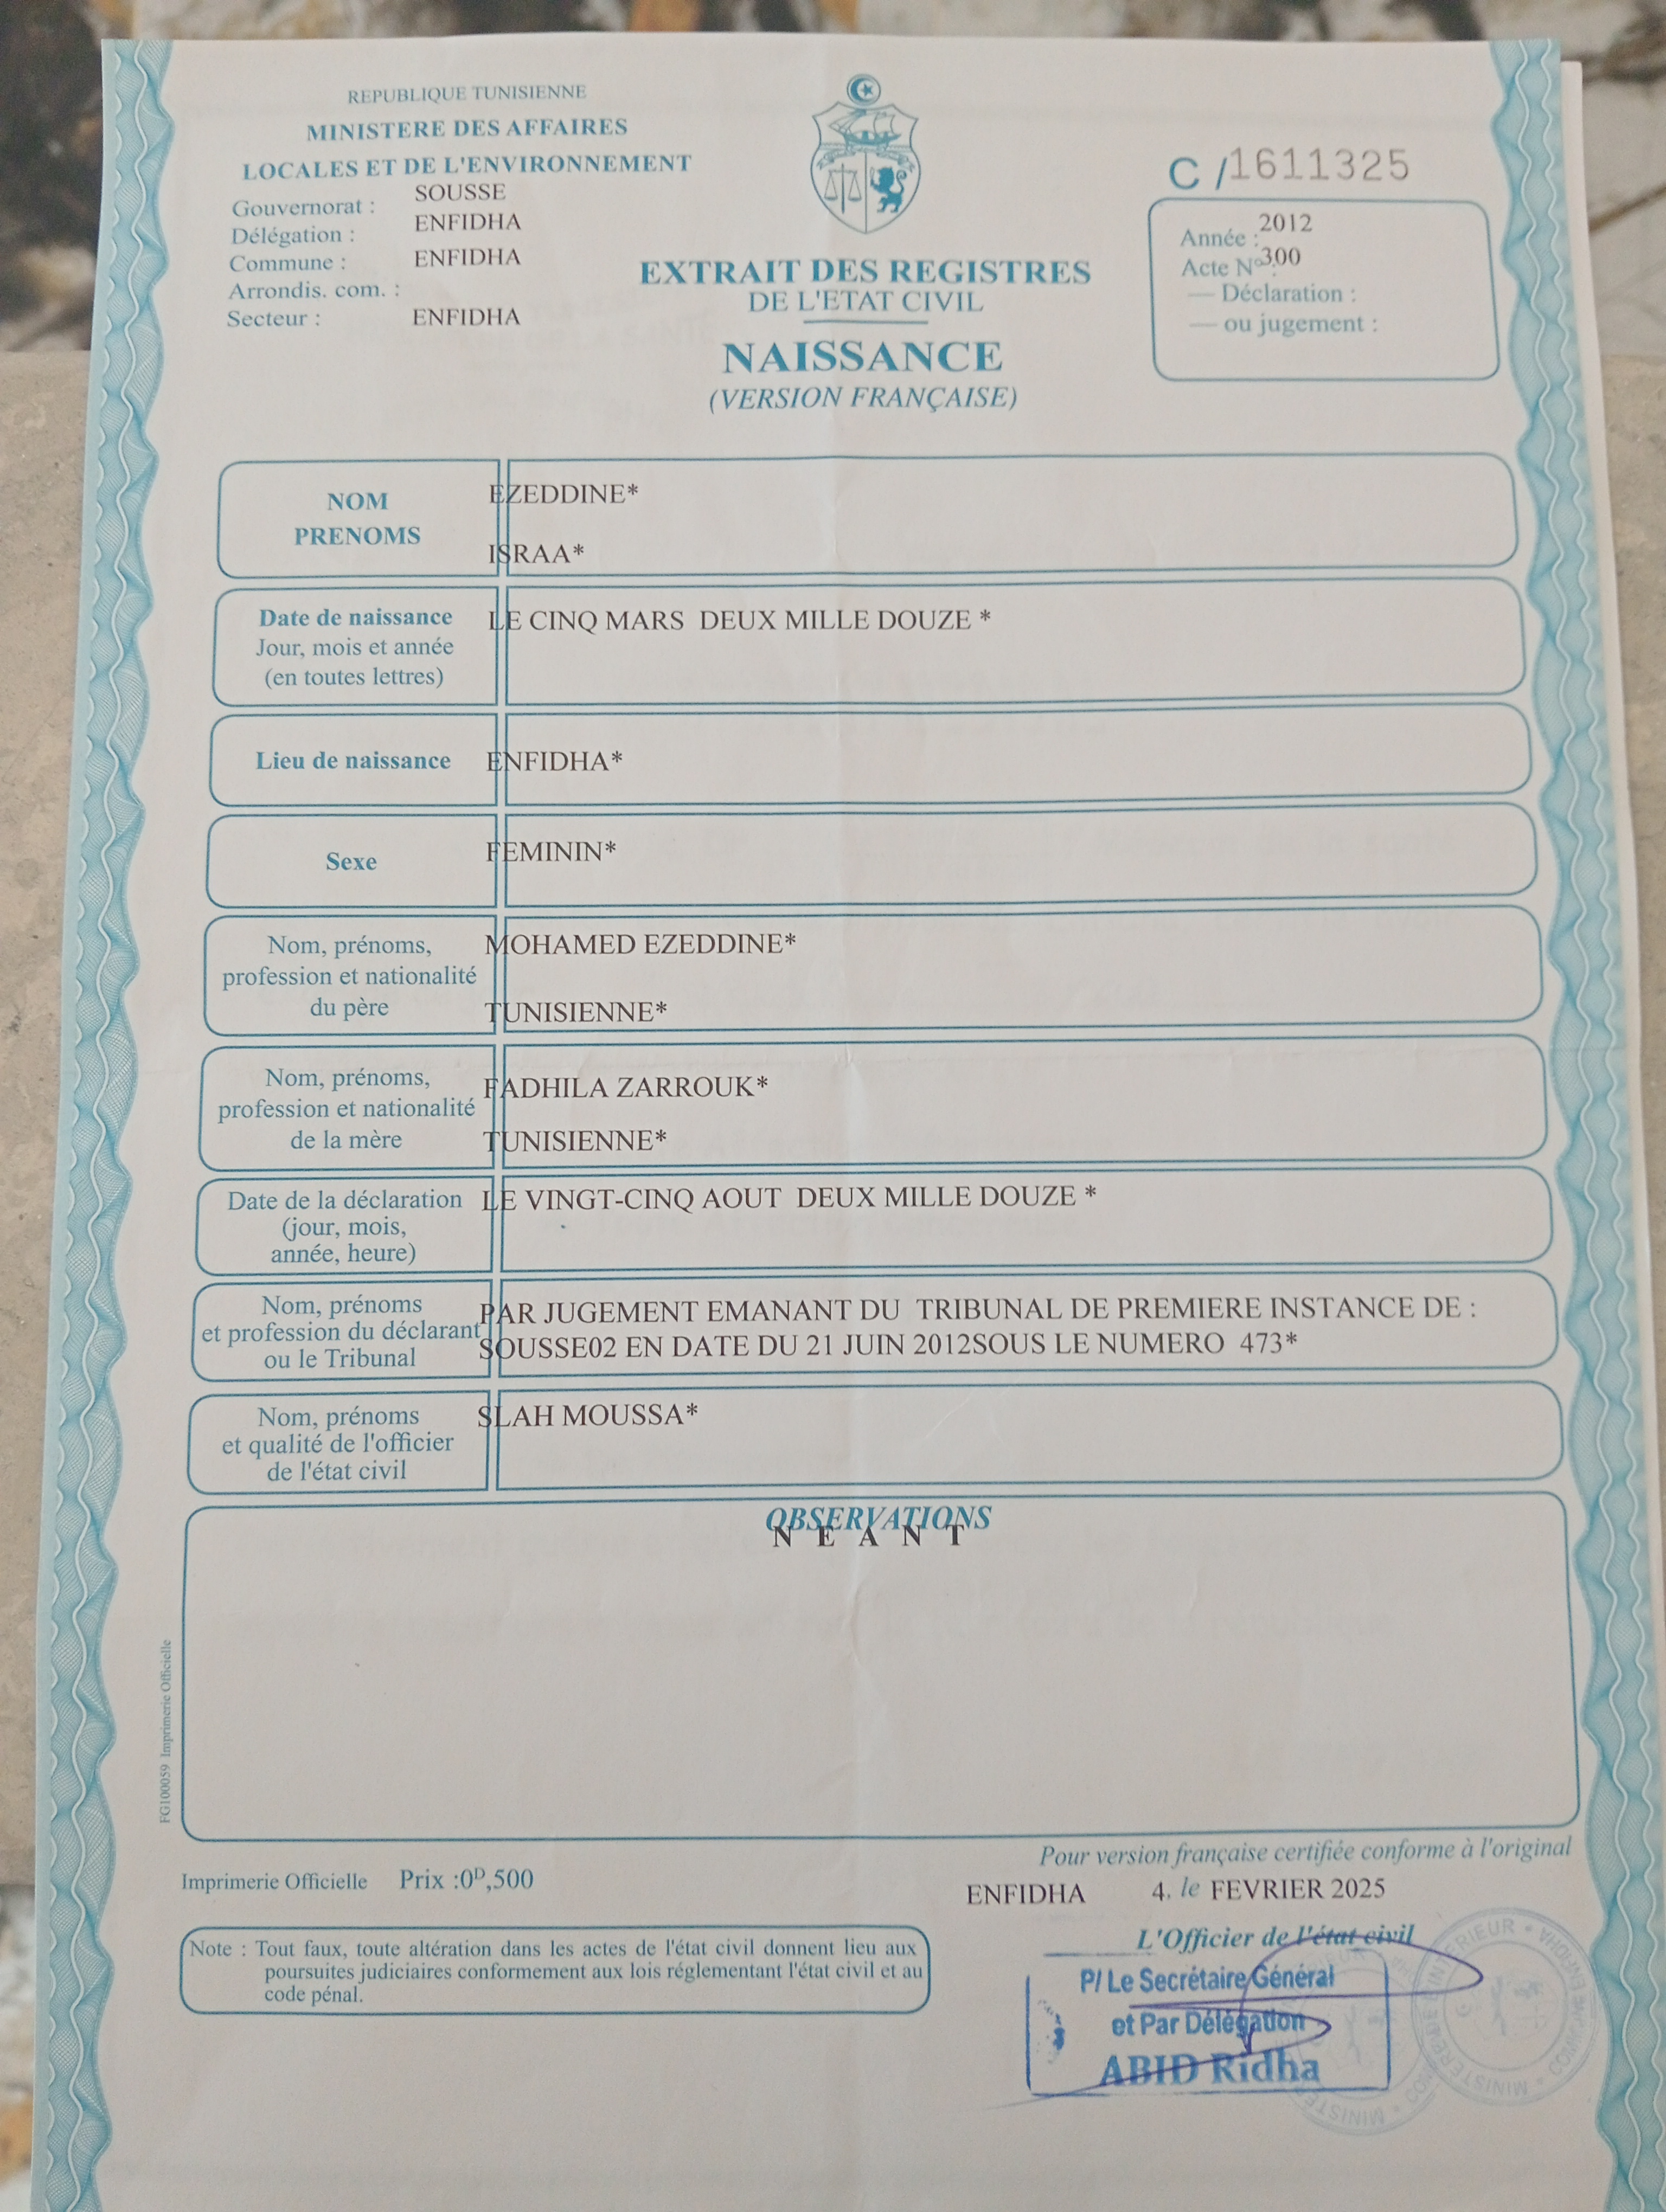 REPUBLIQUE TUNISIENNE
MINISTERE DES AFFAIRES
LOCALES ET DE L'ENVIRONNEMENT
Gouvernorat : SOUSSE
Délégation : ENFIDHA
Commune : ENFIDHA
Arrondis. com. :
Secteur : ENFIDHA
C /1611325
Année : 2012
Acte N° : 300
— Déclaration :
— ou jugement :
EXTRAIT DES REGISTRES
DE L'ETAT CIVIL
NAISSANCE
(VERSION FRANÇAISE)
NOM EZEDDINE*
PRENOMS ISRAA*
Date de naissance LE CINQ MARS DEUX MILLE DOUZE *
Jour, mois et année
(en toutes lettres)
Lieu de naissance ENFIDHA*
Sexe FEMININ*
Nom, prénoms, MOHAMED EZEDDINE*
profession et nationalité
du père TUNISIENNE*
Nom, prénoms, FADHILA ZARROUK*
profession et nationalité
de la mère TUNISIENNE*
Date de la déclaration LE VINGT-CINQ AOUT DEUX MILLE DOUZE *
(jour, mois,
année, heure)
Nom, prénoms PAR JUGEMENT EMANANT DU TRIBUNAL DE PREMIERE INSTANCE DE :
et profession du déclarant SOUSSE02 EN DATE DU 21 JUIN 2012SOUS LE NUMERO 473*
ou le Tribunal
Nom, prénoms SLAH MOUSSA*
et qualité de l'officier
de l'état civil
OBSERVATIONS
N E A N T
FG100059 Imprimerie Officielle
Pour version française certifiée conforme à l'original
Imprimerie Officielle Prix :0D,500
ENFIDHA 4. le FEVRIER 2025
L'Officier de l'état civil
P/ Le Secrétaire Général
et Par Délégation
ABID Ridha
Note : Tout faux, toute altération dans les actes de l'état civil donnent lieu aux
poursuites judiciaires conformement aux lois réglementant l'état civil et au
code pénal.